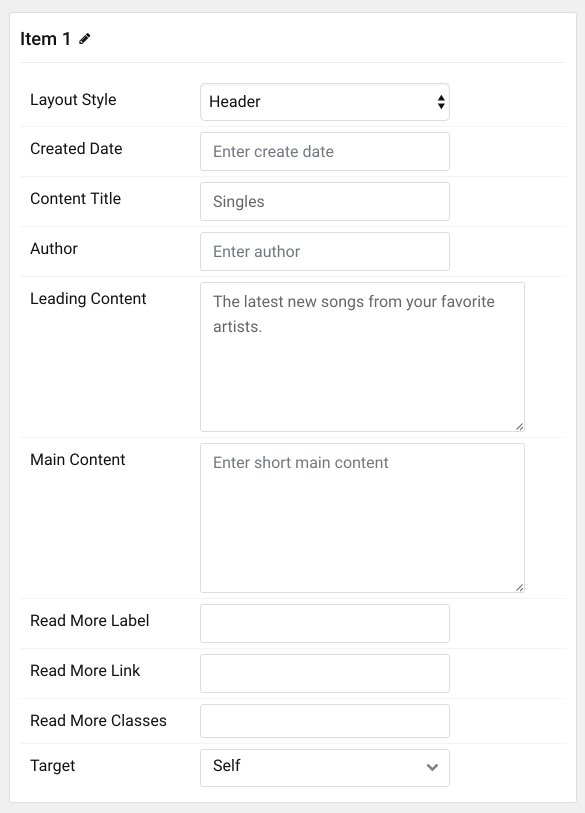 Item 1
Layout Style
Header
Created Date
Enter create date
Content Title
Singles
Author
Enter author
Leading Content
The latest new songs from your favorite
artists.
Main Content
Enter short main content
Read More Label
Read More Link
Read More Classes
Target
Self